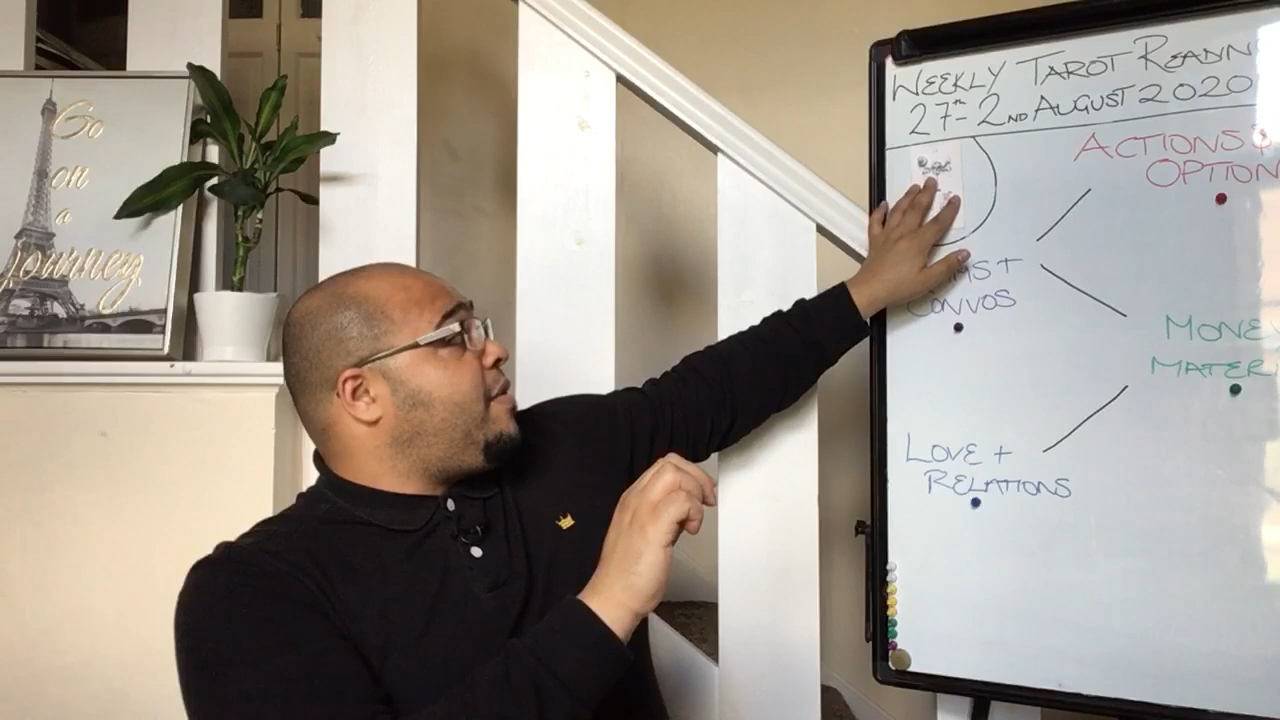 Go
on
a
journey
WEEKLY TAROT READIN
27TH- 2ND AUGUST 2020
ACTIONS &
OPTION
CONVOS
MONEY
MATERI
LOVE +
RELATIONS